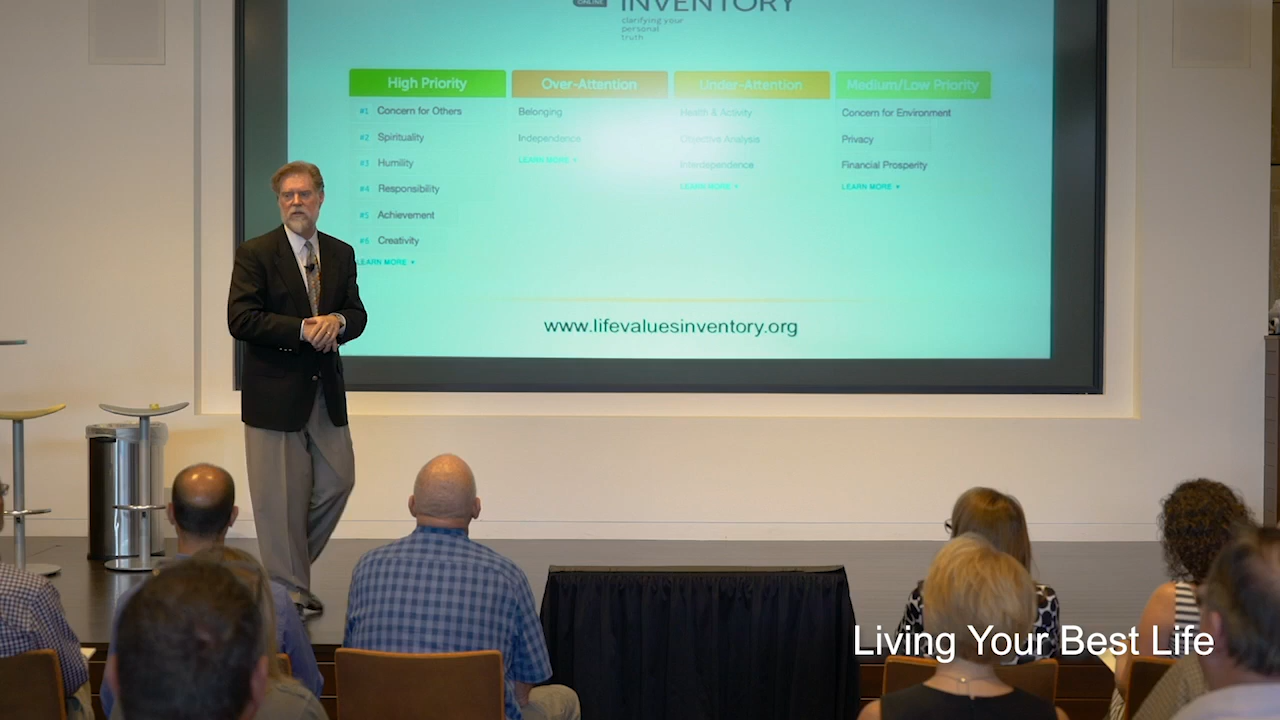 ONLINE
INVENTORY
clarifying your
personal
truth
High Priority
Over-Attention
Under-Attention
Medium/Low Priority
#1 Concern for Others
#2 Spirituality
#3 Humility
#4 Responsibility
#5 Achievement
#6 Creativity
LEARN MORE
Belonging
Independence
LEARN MORE
Health & Activity
Objective Analysis
Interdependence
LEARN MORE
Concern for Environment
Privacy
Financial Prosperity
LEARN MORE
www.lifevaluesinventory.org
Living Your Best Life